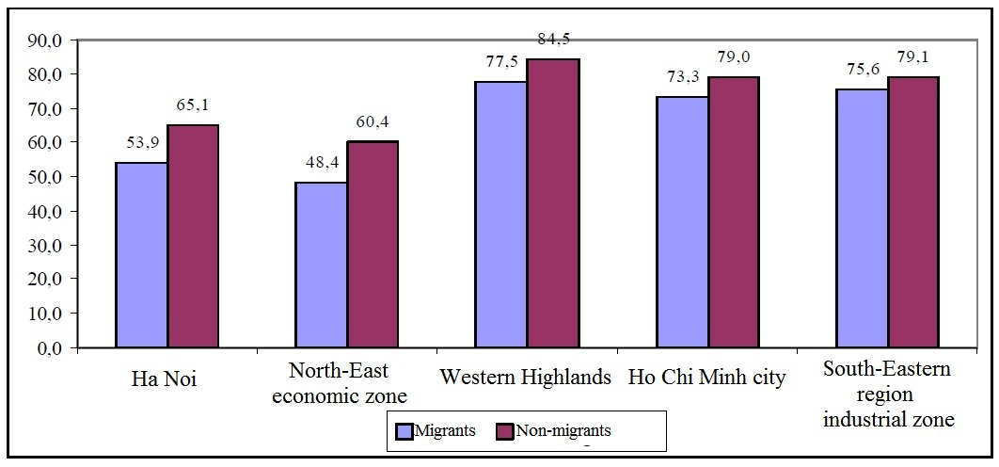 90,0
80,0
70,0
60,0
50,0
40,0
30,0
20,0
10,0
0,0
53,9
65,1
48,4
60,4
77,5
84,5
73,3
79,0
75,6
79,1
Ha Noi
North-East
economic zone
Western Highlands
Ho Chi Minh city
South-Eastern
region
industrial zone
Migrants
Non-migrants